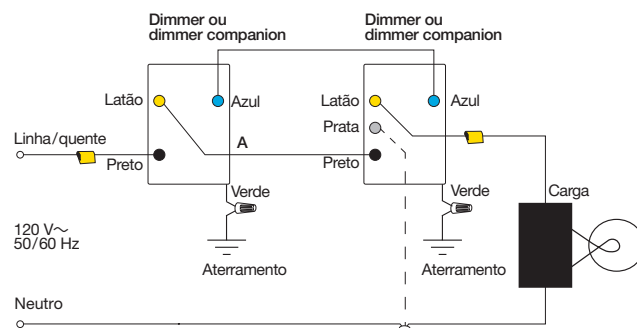 Dimmer ou
dimmer companion
Dimmer ou
dimmer companion
Latão
Azul
Latão
Azul
Prata
Linha/quente
A
Preto
Preto
Verde
Verde
Carga
120 V~
50/60 Hz
Aterramento
Aterramento
Neutro